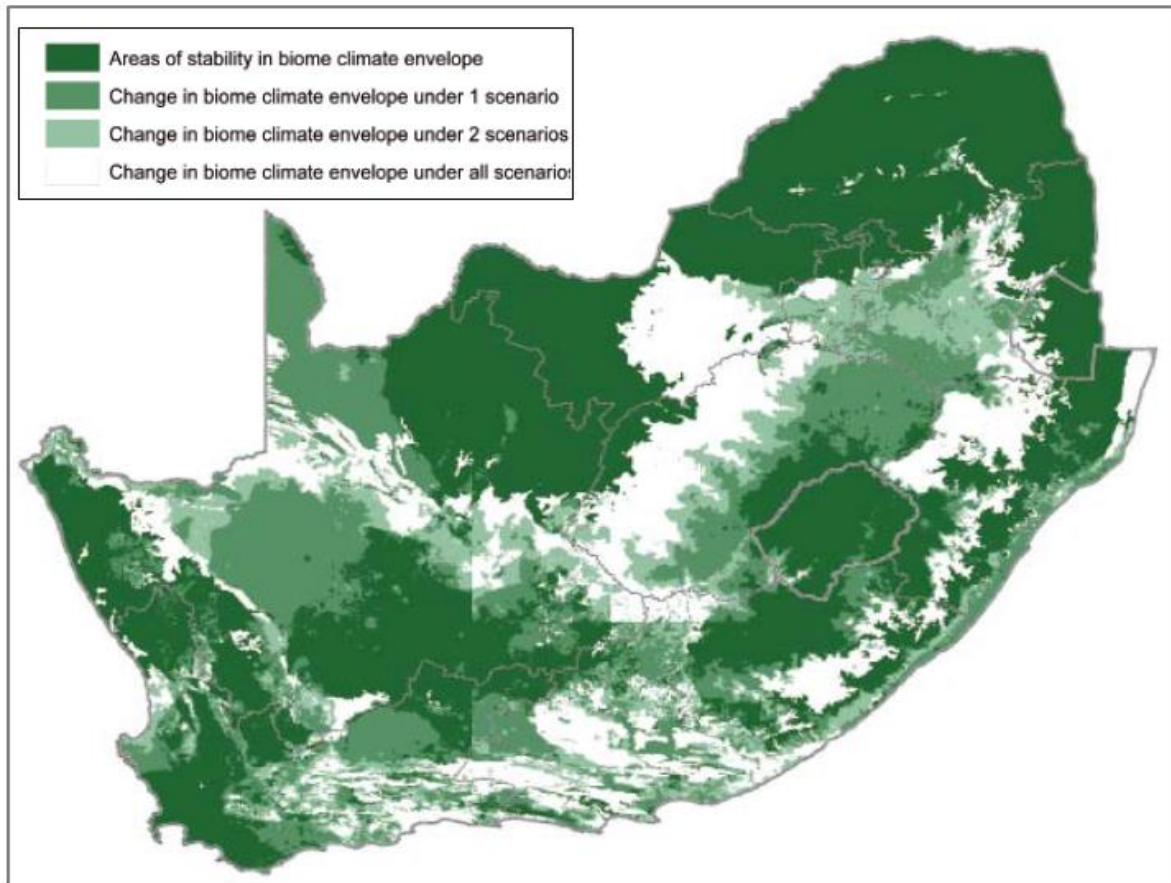 Areas of stability in biome climate envelope
Change in biome climate envelope under 1 scenario
Change in biome climate envelope under 2 scenarios
Change in biome climate envelope under all scenarios